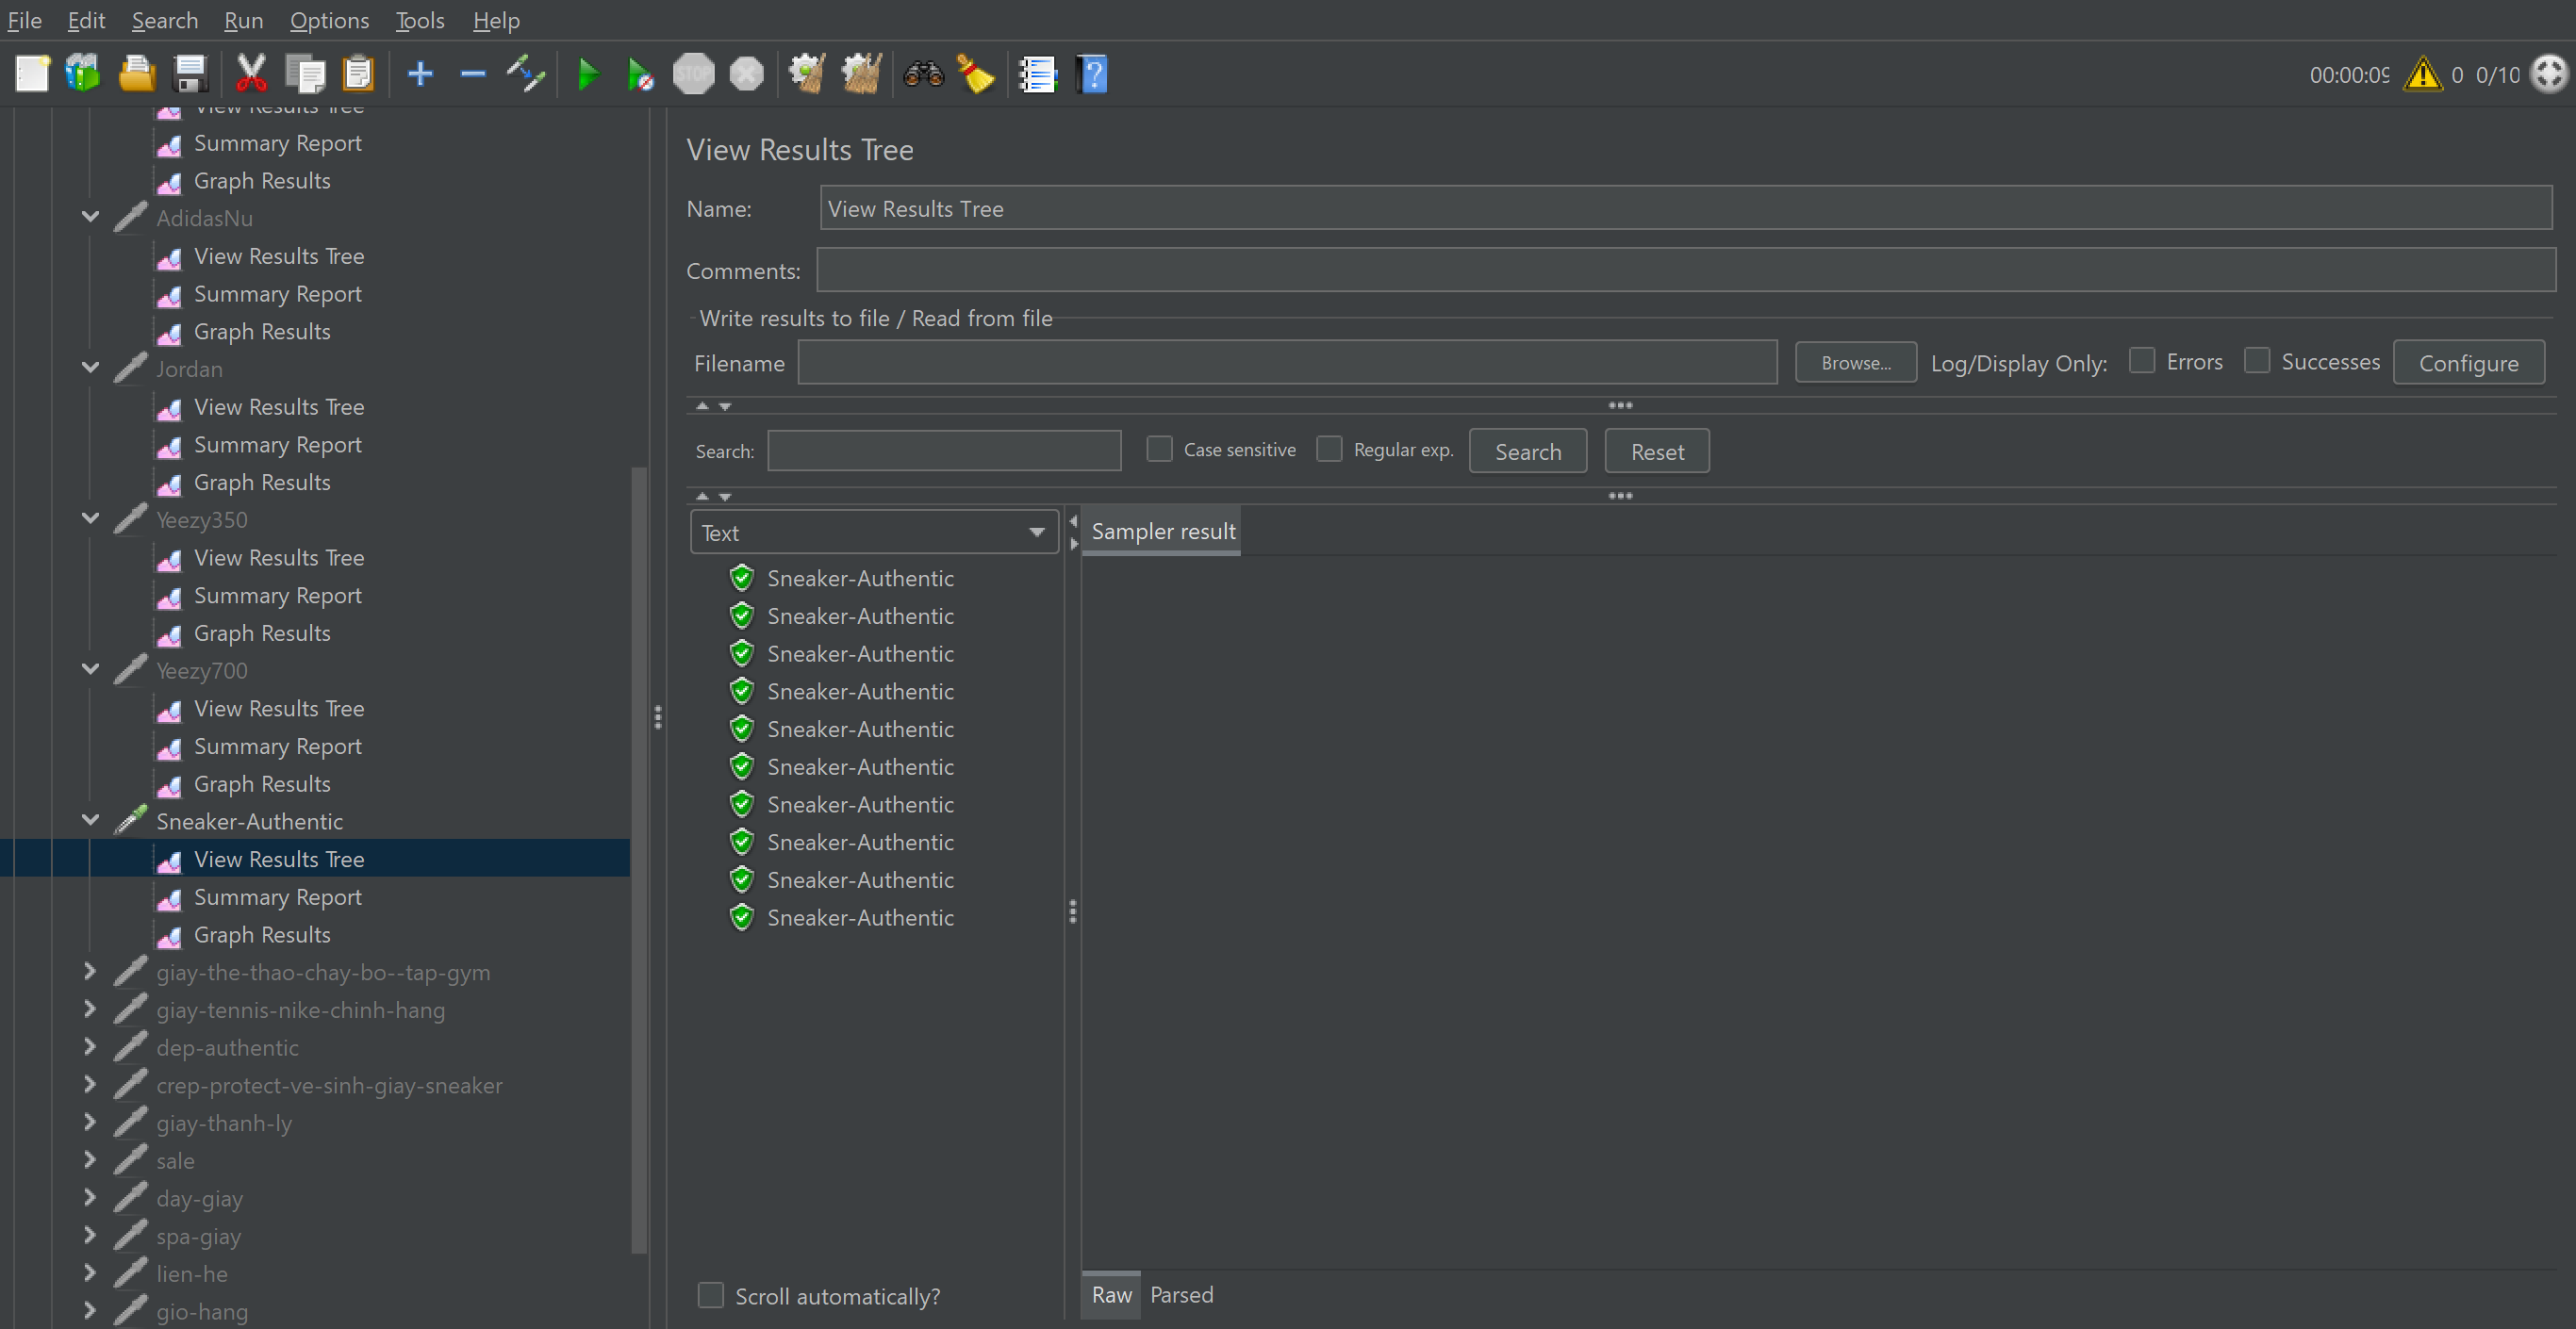 File Edit Search Run Options Tools Help
00:00:09 0 0/10
View Results Tree
Summary Report
Graph Results
AdidasNu
View Results Tree
Summary Report
Graph Results
Jordan
View Results Tree
Summary Report
Graph Results
Yeezy350
View Results Tree
Summary Report
Graph Results
Yeezy700
View Results Tree
Summary Report
Graph Results
Sneaker-Authentic
View Results Tree
Summary Report
Graph Results
giay-the-thao-chay-bo--tap-gym
giay-tennis-nike-chinh-hang
dep-authentic
crep-protect-ve-sinh-giay-sneaker
giay-thanh-ly
sale
day-giay
spa-giay
lien-he
gio-hang
View Results Tree
Name: View Results Tree
Comments:
Write results to file / Read from file
Filename Browse... Log/Display Only: Errors Successes Configure
Search: Case sensitive Regular exp. Search Reset
Text
Sneaker-Authentic
Sneaker-Authentic
Sneaker-Authentic
Sneaker-Authentic
Sneaker-Authentic
Sneaker-Authentic
Sneaker-Authentic
Sneaker-Authentic
Sneaker-Authentic
Sneaker-Authentic
Scroll automatically?
Sampler result
Raw Parsed